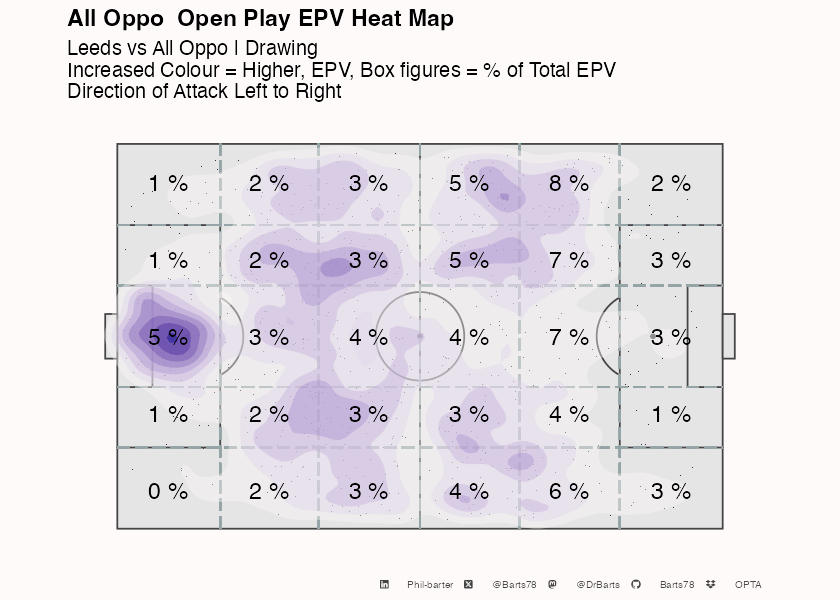 All Oppo  Open Play EPV Heat Map
Leeds vs All Oppo | Drawing
Increased Colour = Higher, EPV, Box figures = % of Total EPV
Direction of Attack Left to Right
1 % 2 % 3 % 5 % 8 % 2 %
1 % 2 % 3 % 5 % 7 % 3 %
5 % 3 % 4 % 4 % 7 % 3 %
1 % 2 % 3 % 3 % 4 % 1 %
0 % 2 % 3 % 4 % 6 % 3 %
Phil-barter @Barts78 @DrBarts Barts78 OPTA